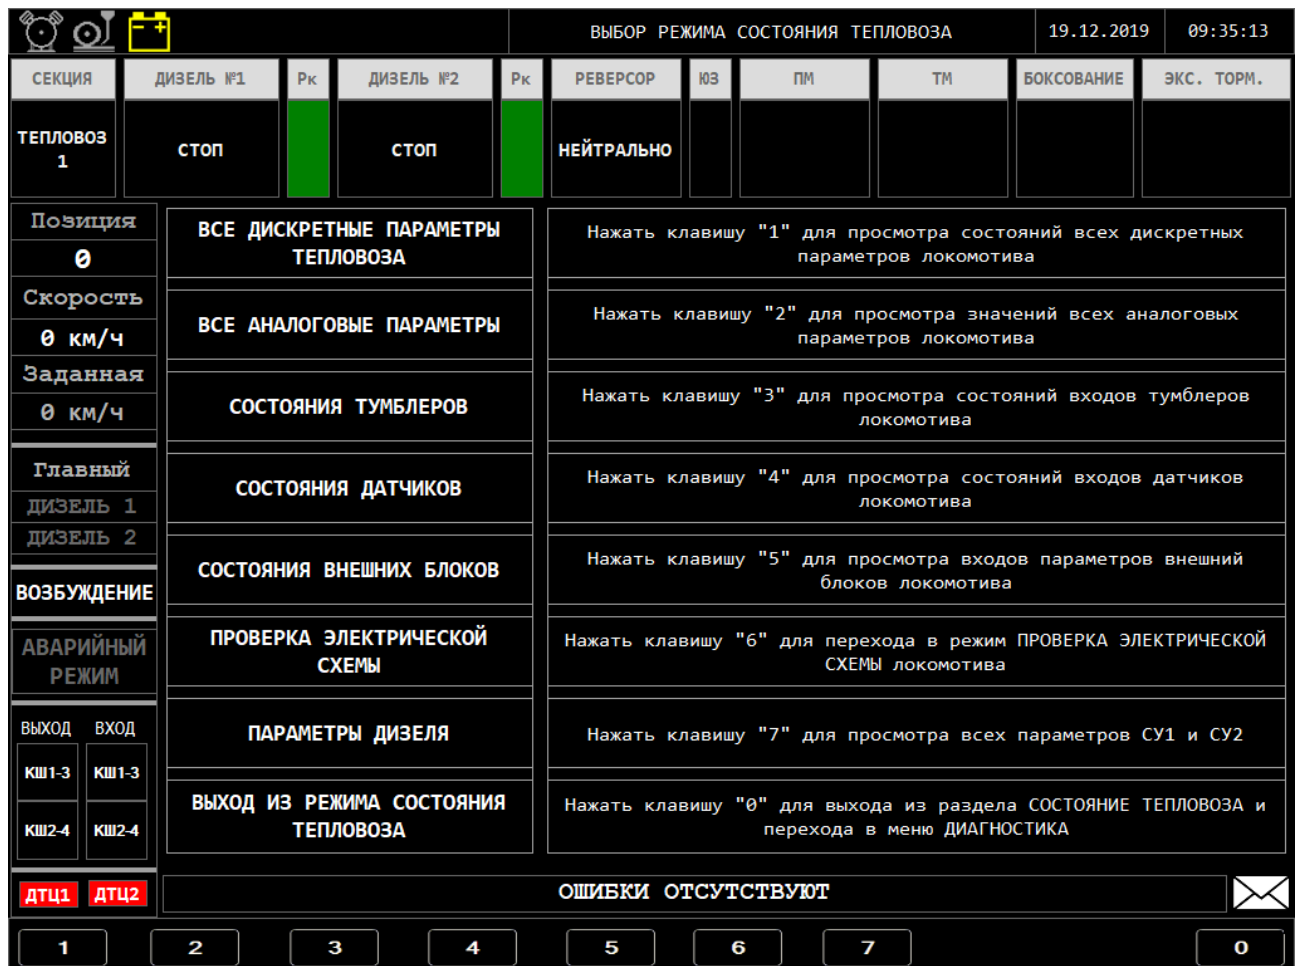 ВЫБОР РЕЖИМА СОСТОЯНИЯ ТЕПЛОВОЗА
19.12.2019
09:35:13
СЕКЦИЯ
ДИЗЕЛЬ №1
Рк
ДИЗЕЛЬ №2
Рк
РЕВЕРСОР
ЮЗ
ПМ
ТМ
БОКСОВАНИЕ
ЭКС. ТОРМ.
ТЕПЛОВОЗ
1
СТОП
СТОП
НЕЙТРАЛЬНО
Позиция
0
Скорость
0 км/ч
Заданная
0 км/ч
Главный
ДИЗЕЛЬ 1
ДИЗЕЛЬ 2
ВОЗБУЖДЕНИЕ
АВАРИЙНЫЙ
РЕЖИМ
ВЫХОД
ВХОД
КШ1-3
КШ1-3
КШ2-4
КШ2-4
ДТЦ1
ДТЦ2
ВСЕ ДИСКРЕТНЫЕ ПАРАМЕТРЫ
ТЕПЛОВОЗА
Нажать клавишу "1" для просмотра состояний всех дискретных
параметров локомотива
ВСЕ АНАЛОГОВЫЕ ПАРАМЕТРЫ
Нажать клавишу "2" для просмотра значений всех аналоговых
параметров локомотива
СОСТОЯНИЯ ТУМБЛЕРОВ
Нажать клавишу "3" для просмотра состояний входов тумблеров
локомотива
СОСТОЯНИЯ ДАТЧИКОВ
Нажать клавишу "4" для просмотра состояний входов датчиков
локомотива
СОСТОЯНИЯ ВНЕШНИХ БЛОКОВ
Нажать клавишу "5" для просмотра входов параметров внешний
блоков локомотива
ПРОВЕРКА ЭЛЕКТРИЧЕСКОЙ
СХЕМЫ
Нажать клавишу "6" для перехода в режим ПРОВЕРКА ЭЛЕКТРИЧЕСКОЙ
СХЕМЫ локомотива
ПАРАМЕТРЫ ДИЗЕЛЯ
Нажать клавишу "7" для просмотра всех параметров СУ1 и СУ2
ВЫХОД ИЗ РЕЖИМА СОСТОЯНИЯ
ТЕПЛОВОЗА
Нажать клавишу "0" для выхода из раздела СОСТОЯНИЕ ТЕПЛОВОЗА и
перехода в меню ДИАГНОСТИКА
ОШИБКИ ОТСУТСТВУЮТ
1
2
3
4
5
6
7
0